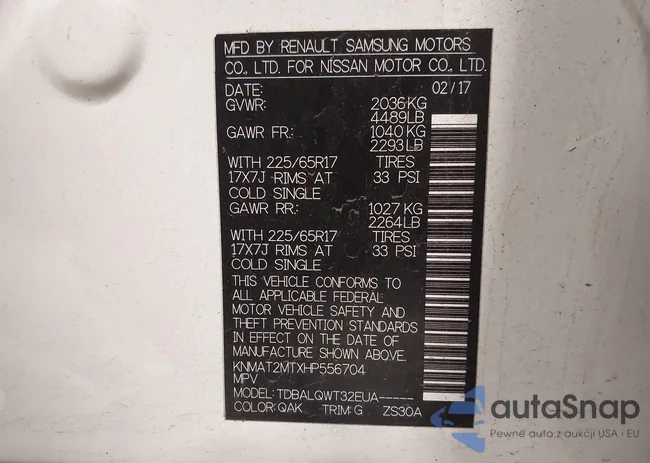 MFD BY RENAULT SAMSUNG MOTORS
CO., LTD. FOR NISSAN MOTOR CO., LTD.
DATE: 02/17
GVWR: 2036KG
4489LB
GAWR FR: 1040 KG
2293LB
WITH 225/65R17 TIRES
17X7J RIMS AT 33 PSI
COLD SINGLE
GAWR RR: 1027 KG
2264LB
WITH 225/65R17 TIRES
17X7J RIMS AT 33 PSI
COLD SINGLE
THIS VEHICLE CONFORMS TO
ALL APPLICABLE FEDERAL
MOTOR VEHICLE SAFETY AND
THEFT PREVENTION STANDARDS
IN EFFECT ON THE DATE OF
MANUFACTURE SHOWN ABOVE.
KNMAT2MTXHP556704
MPV
MODEL: TDBALQWT32EUA-----
COLOR: QAK TRIM: G ZS30A
autaSnap
Pewne auta z aukcji USA i EU